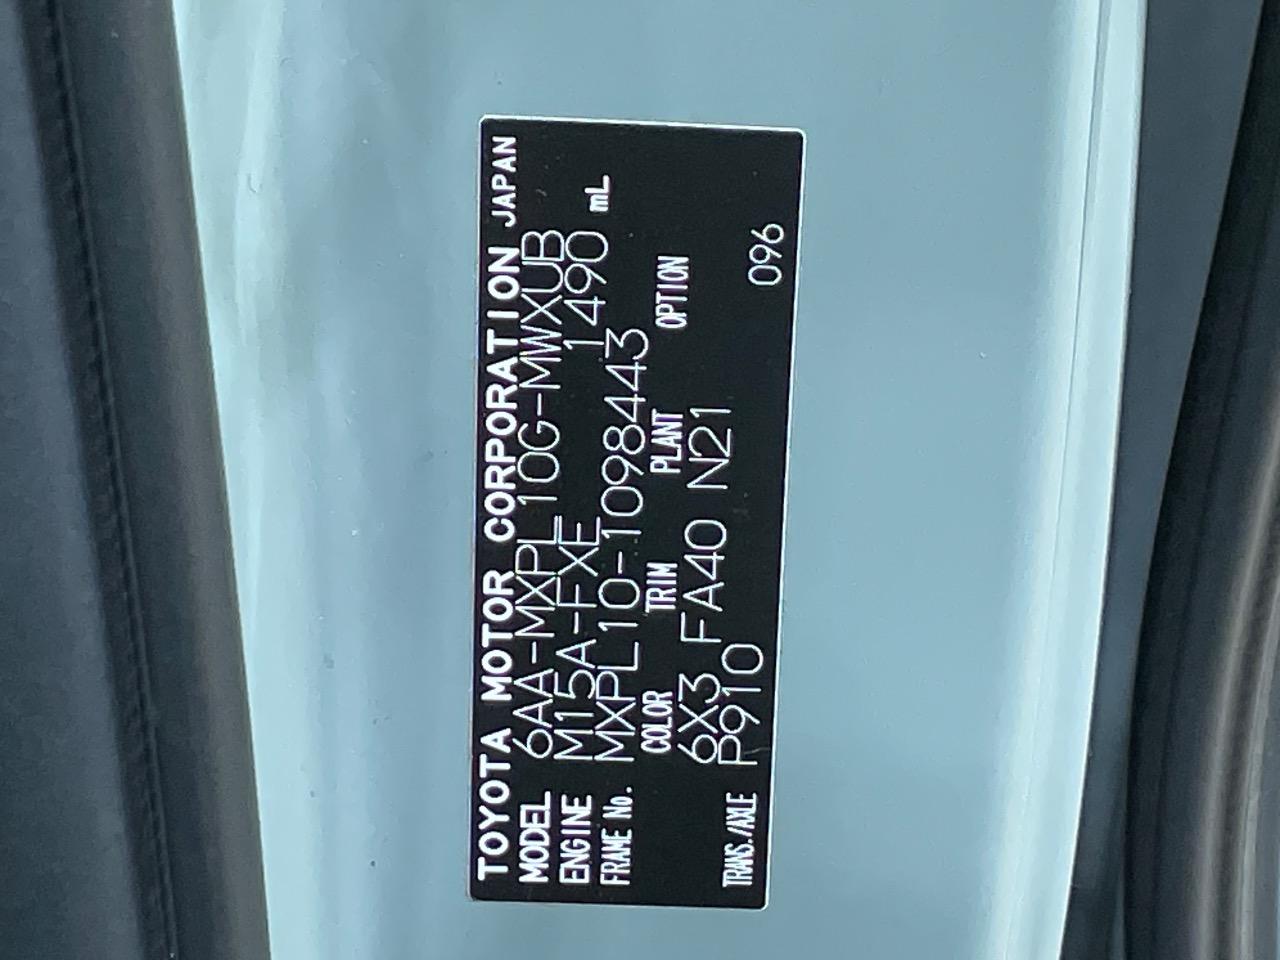 TOYOTA MOTOR CORPORATION JAPAN
MODEL 6AA-MXPL10G-MWXUB
ENGINE M15A-FXE 1490 mL
FRAME No. MXPL10-1098443
COLOR TRIM PLANT OPTION
6X3 FA40 N21
TRANS./AXLE P910 096